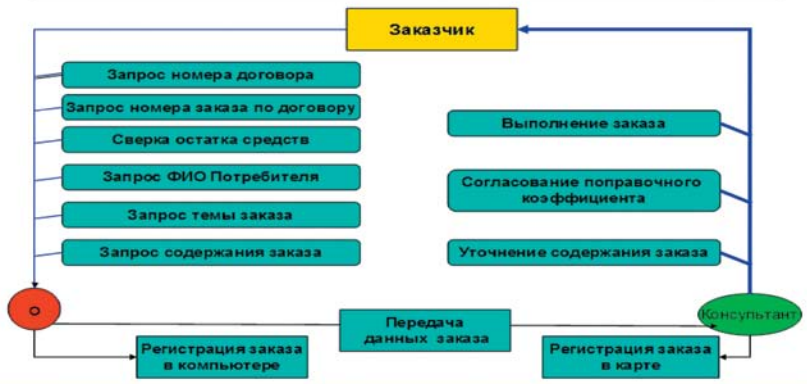 Заказчик
Запрос номера договора
Запрос номера заказа по договору
Сверка остатка средств
Запрос ФИО Потребителя
Запрос темы заказа
Запрос содержания заказа
Выполнение заказа
Согласование поправочного
коэффициента
Уточнение содержания заказа
О
Передача
данных заказа
Консультант
Регистрация заказа
в компьютере
Регистрация заказа
в карте